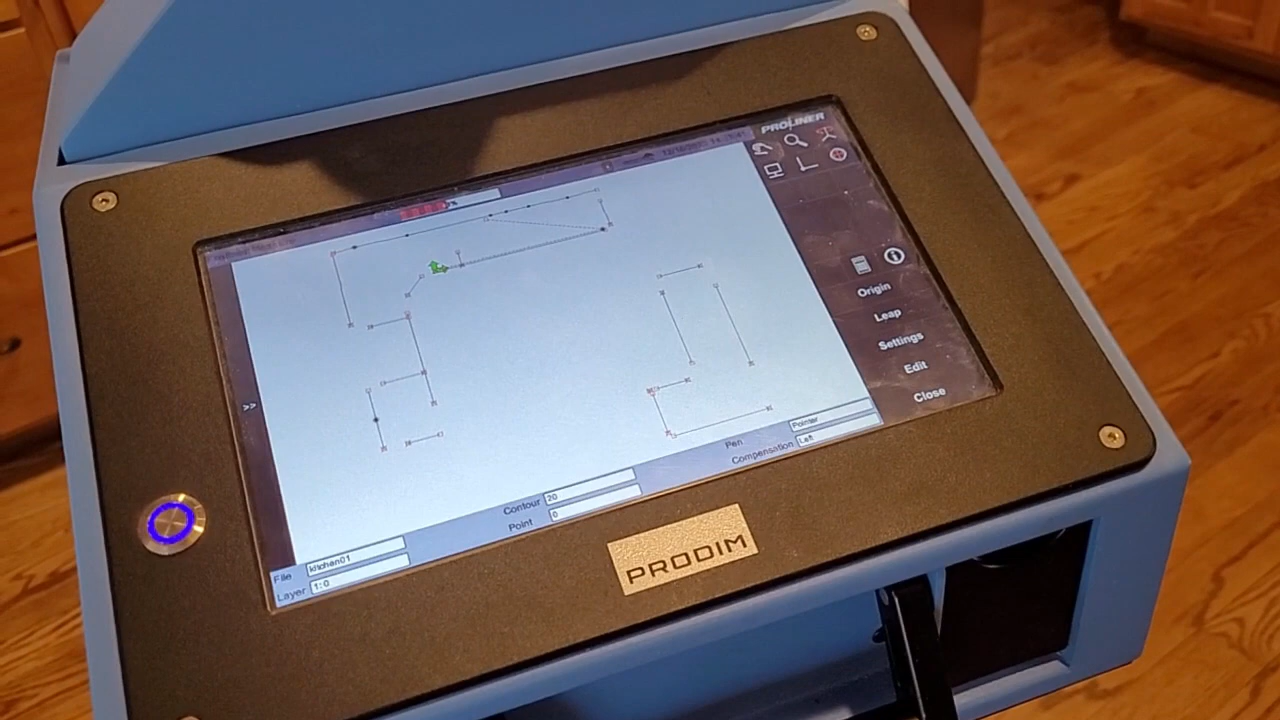 PROLINER
>>
Origin
Leap
Settings
Edit
Close
Pen Pointer
Compensation Left
Contour 20
Point 0
File kitchen01
Layer 1: 0
PRODIM